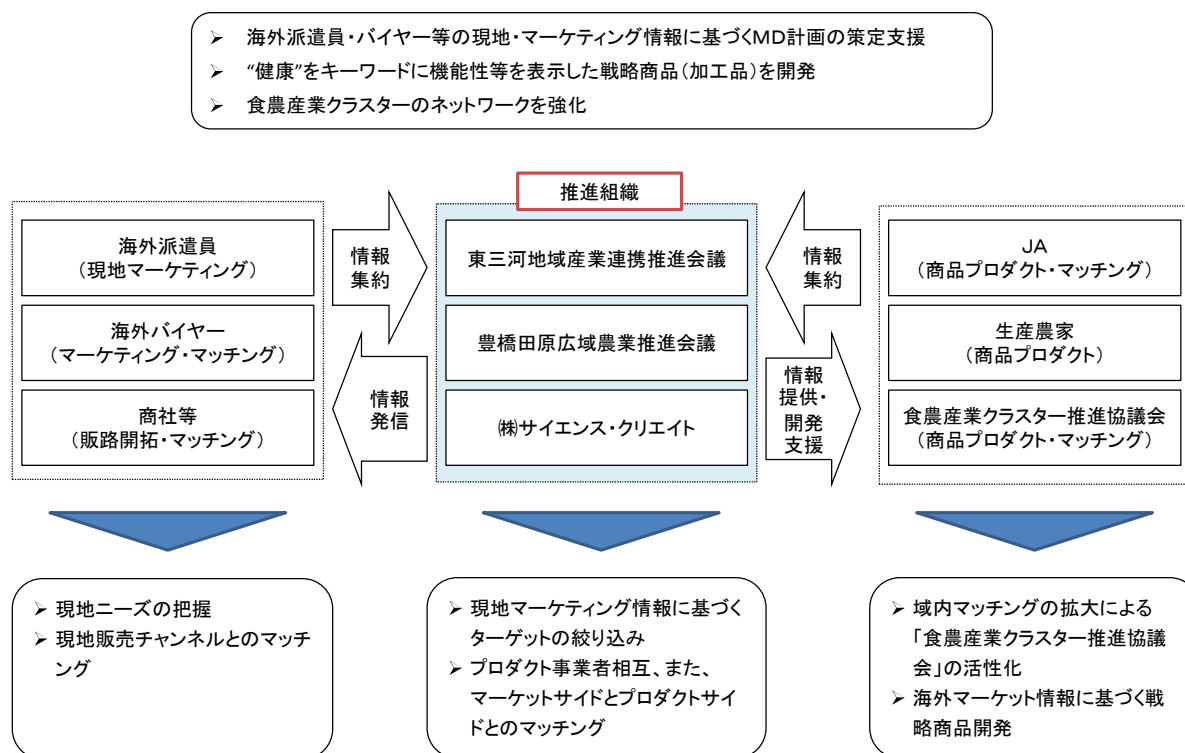 ➢ 海外派遣員・バイヤー等の現地・マーケティング情報に基づくMD計画の策定支援
➢ “健康”をキーワードに機能性等を表示した戦略商品（加工品）を開発
➢ 食農産業クラスターのネットワークを強化
推進組織
海外派遣員
（現地マーケティング）
海外バイヤー
（マーケティング・マッチング）
商社等
（販路開拓・マッチング）
情報
集約
情報
発信
東三河地域産業連携推進会議
豊橋田原広域農業推進会議
㈱サイエンス・クリエイト
情報
集約
情報
提供・
開発
支援
JA
（商品プロダクト・マッチング）
生産農家
（商品プロダクト）
食農産業クラスター推進協議会
（商品プロダクト・マッチング）
➢ 現地ニーズの把握
➢ 現地販売チャンネルとのマッチ
ング
➢ 現地マーケティング情報に基づく
ターゲットの絞り込み
➢ プロダクト事業者相互、また、
マーケットサイドとプロダクトサイ
ドとのマッチング
➢ 域内マッチングの拡大による
「食農産業クラスター推進協議
会」の活性化
➢ 海外マーケット情報に基づく戦
略商品開発